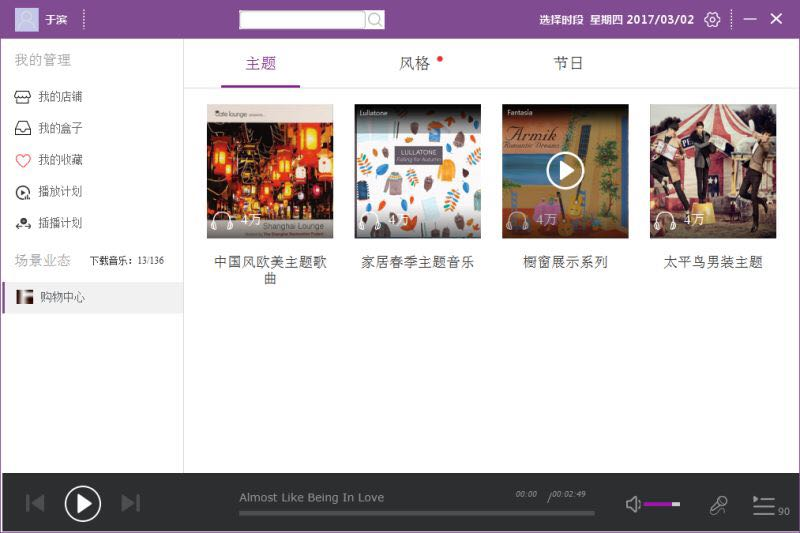 于滨
选择时段 星期四 2017/03/02
我的管理
我的店铺
我的盒子
我的收藏
播放计划
插播计划
场景业态 下载音乐: 13/136
购物中心
主题 风格 节日
Shanghai Lounge
4万
中国风欧美主题歌
曲
Lullatone
LULLATONE
Falling for Autumn
4万
家居春季主题音乐
Fantasia
Armik
Romantic Dreams
4万
橱窗展示系列
4万
太平鸟男装主题
Almost Like Being In Love
00:00 /00:02:49
90